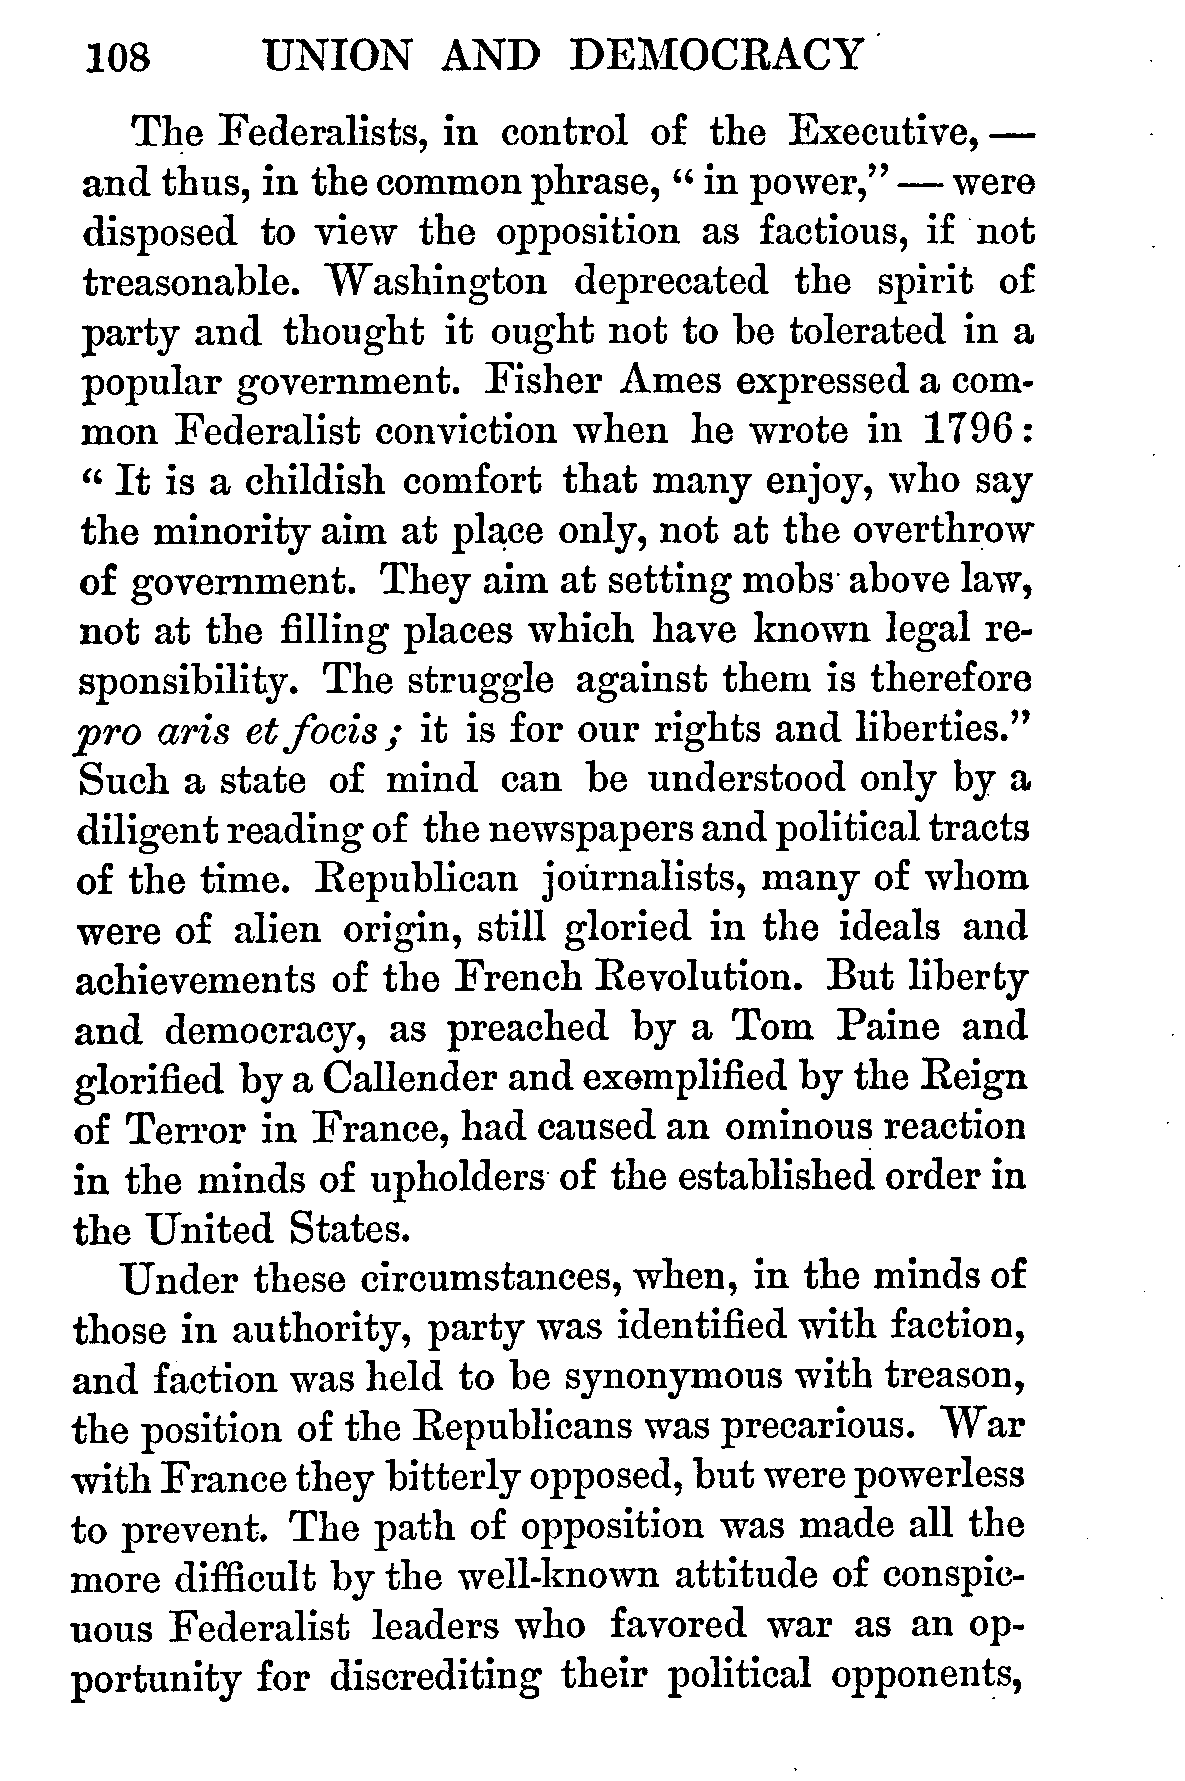 108 UNION AND DEMOCRACY
The Federalists, in control of the Executive, —
and thus, in the common phrase, “ in power,” — were
disposed to view the opposition as factious, if not
treasonable. Washington deprecated the spirit of
party and thought it ought not to be tolerated in a
popular government. Fisher Ames expressed a com-
mon Federalist conviction when he wrote in 1796 :
“ It is a childish comfort that many enjoy, who say
the minority aim at place only, not at the overthrow
of government. They aim at setting mobs above law,
not at the filling places which have known legal re-
sponsibility. The struggle against them is therefore
pro aris et focis ; it is for our rights and liberties.”
Such a state of mind can be understood only by a
diligent reading of the newspapers and political tracts
of the time. Republican journalists, many of whom
were of alien origin, still gloried in the ideals and
achievements of the French Revolution. But liberty
and democracy, as preached by a Tom Paine and
glorified by a Callender and exemplified by the Reign
of Terror in France, had caused an ominous reaction
in the minds of upholders of the established order in
the United States.
Under these circumstances, when, in the minds of
those in authority, party was identified with faction,
and faction was held to be synonymous with treason,
the position of the Republicans was precarious. War
with France they bitterly opposed, but were powerless
to prevent. The path of opposition was made all the
more difficult by the well-known attitude of conspic-
uous Federalist leaders who favored war as an op-
portunity for discrediting their political opponents,